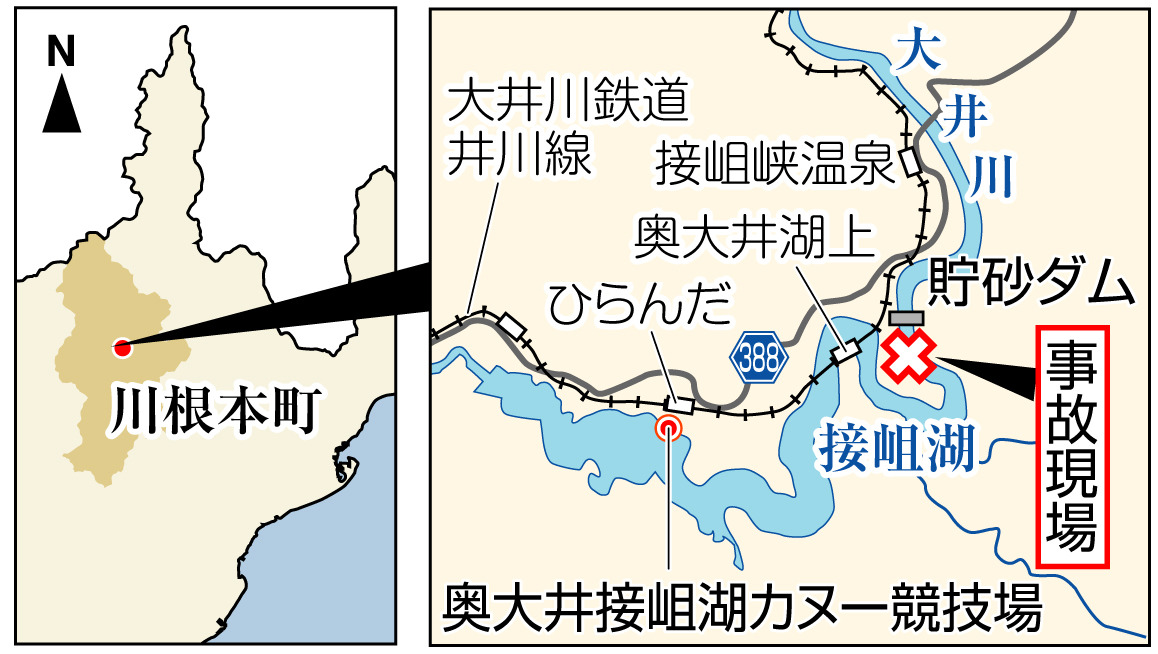 N
川根本町
大井川鉄道
井川線
大井川
接岨峡温泉
奥大井湖上
ひらんだ
貯砂ダム
388
事故現場
接岨湖
奥大井接岨湖カヌー競技場